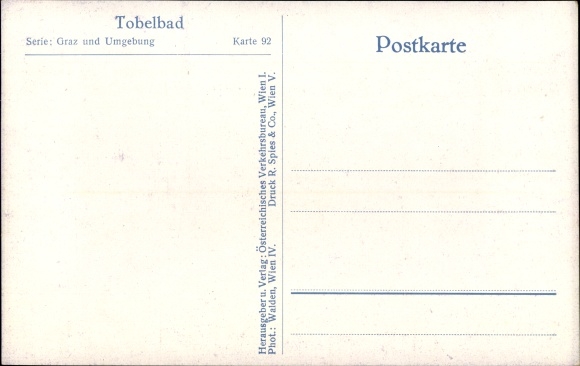 Tobelbad
Serie: Graz und Umgebung Karte 92
Postkarte
Herausgeber u. Verlag: Österreichisches Verkehrsbureau, Wien I.
Phot.: Walden, Wien IV. Druck R. Spies & Co., Wien V.